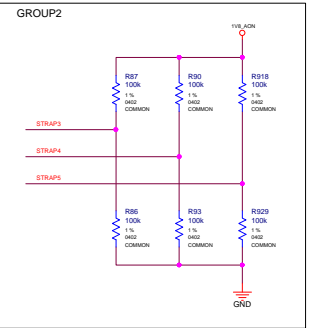 GROUP2
1V8_AON
R87
100k
1 %
0402
COMMON
R90
100k
1 %
0402
COMMON
R918
100k
1 %
0402
COMMON
STRAP3
STRAP4
STRAP5
R86
100k
1 %
0402
COMMON
R93
100k
1 %
0402
COMMON
R929
100k
1 %
0402
COMMON
GND